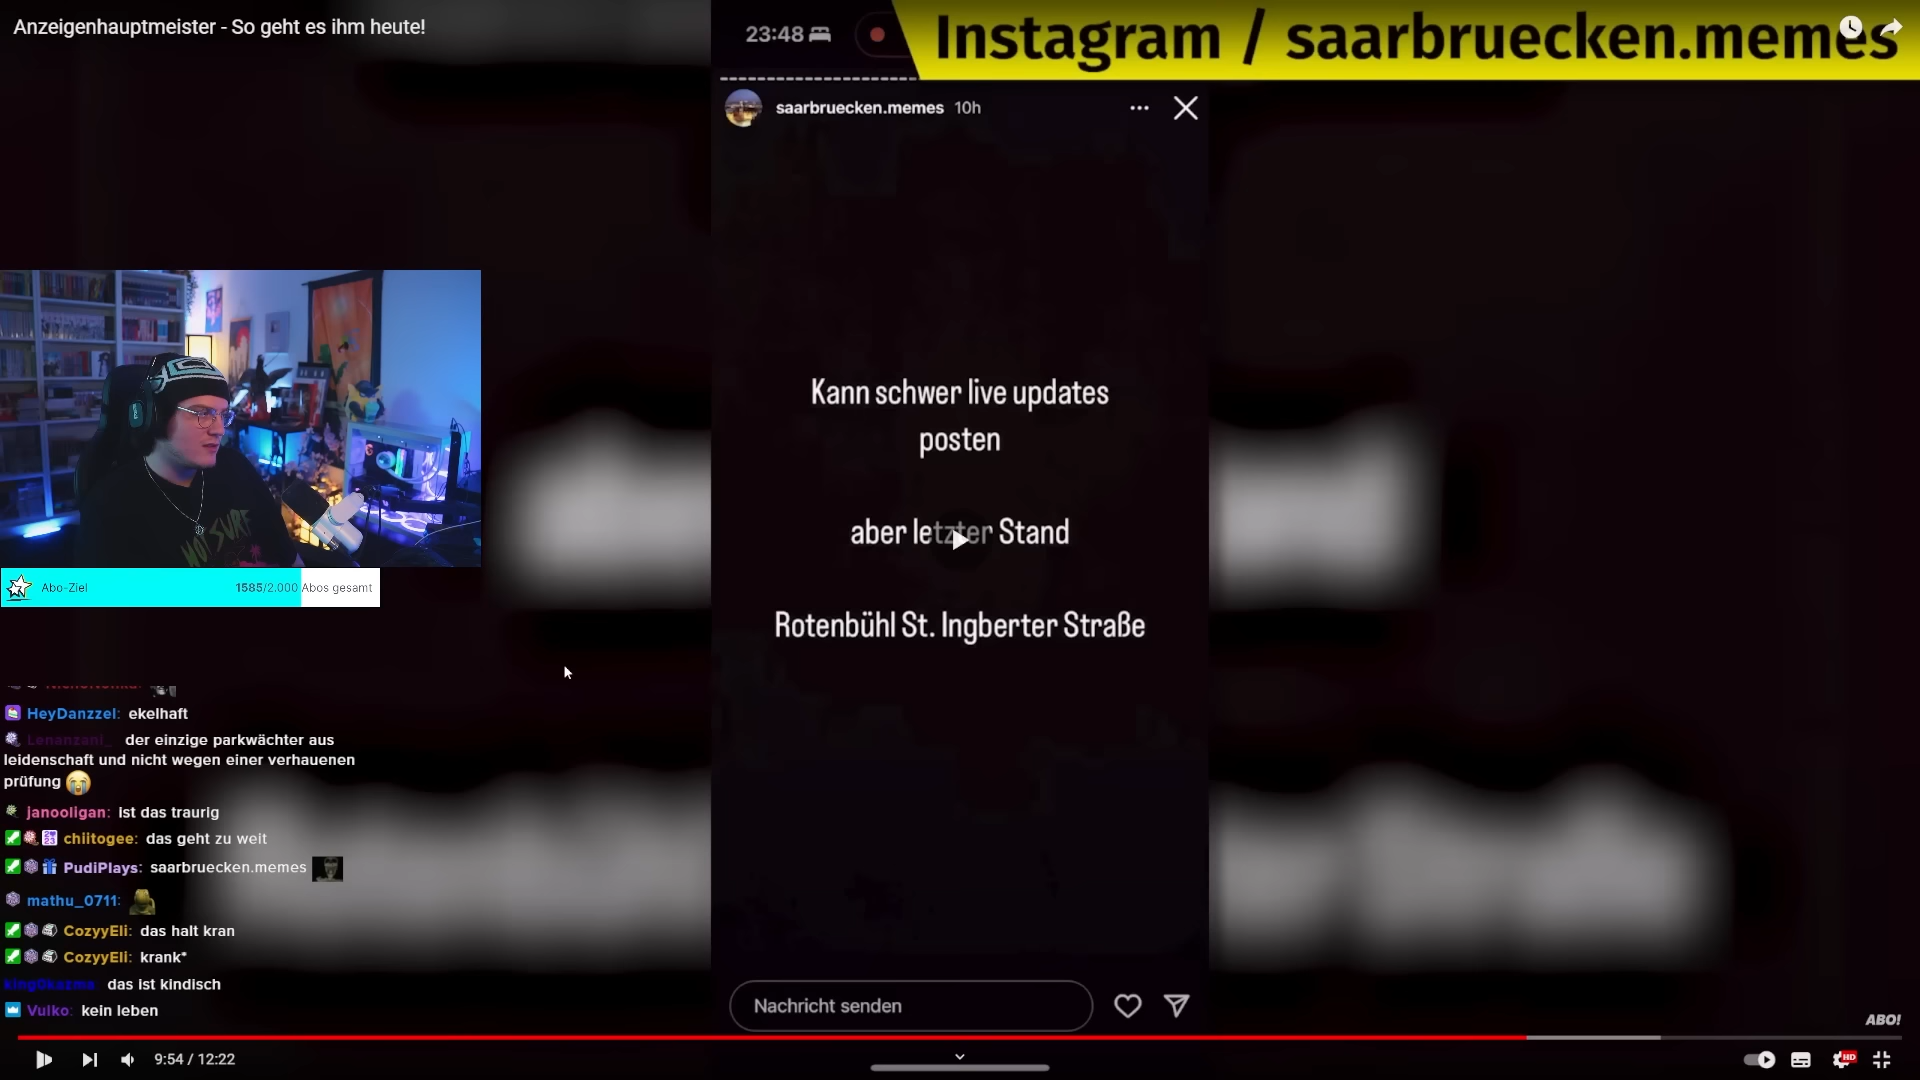 Anzeigenhauptmeister - So geht es ihm heute!
23:48
Instagram / saarbruecken.memes
saarbruecken.memes 10h
Kann schwer live updates
posten
aber letzter Stand
Rotenbühl St. Ingberter Straße
Nachricht senden
Abo-Ziel 1585/2.000 Abos gesamt
HeyDanzzel: ekelhaft
Lenanzani_ der einzige parkwächter aus
leidenschaft und nicht wegen einer verhauenen
prüfung
janooligan: ist das traurig
chiitogee: das geht zu weit
PudiPlays: saarbruecken.memes
mathu_0711:
CozyyEli: das halt kran
CozyyEli: krank*
das ist kindisch
Vulko: kein leben
ABO!
9:54 / 12:22
HD